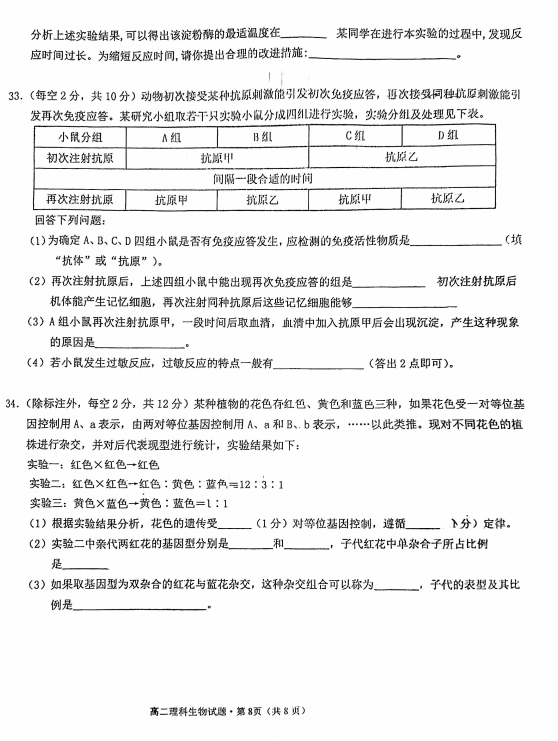 分析上述实验结果,可以得出该淀粉酶的最适温度在________ 某同学在进行本实验的过程中,发现反
应时间过长。为缩短反应时间,请你提出合理的改进措施:________________。
33.（每空2分，共10分）动物初次接受某种抗原刺激能引发初次免疫应答，再次接受同种抗原刺激能引
发再次免疫应答。某研究小组取若干只实验小鼠分成四组进行实验，实验分组及处理见下表。
小鼠分组 A组 B组 C组 D组
初次注射抗原 抗原甲 抗原乙
间隔一段合适的时间
再次注射抗原 抗原甲 抗原乙 抗原甲 抗原乙
回答下列问题：
(1)为确定A、B、C、D四组小鼠是否有免疫应答发生，应检测的免疫活性物质是______________（填
“抗体”或“抗原”）。
(2) 再次注射抗原后，上述四组小鼠中能出现再次免疫应答的组是___________ 初次注射抗原后
机体能产生记忆细胞，再次注射同种抗原后这些记忆细胞能够________________
(3) A组小鼠再次注射抗原甲，一段时间后取血清，血清中加入抗原甲后会出现沉淀，产生这种现象
的原因是______________。
(4) 若小鼠发生过敏反应，过敏反应的特点一般有______________（答出2点即可）。
34.（除标注外，每空2分，共12分）某种植物的花色有红色、黄色和蓝色三种，如果花色受一对等位基
因控制用A、a表示，由两对等位基因控制用A、a和B、b表示，……以此类推。现对不同花色的植
株进行杂交，并对后代表现型进行统计，实验结果如下：
实验一：红色×红色→红色
实验二：红色×红色→红色：黄色：蓝色=12：3：1
实验三：黄色×蓝色→黄色：蓝色=1：1
(1) 根据实验结果分析，花色的遗传受_____（1分）对等位基因控制，遵循_____ 分）定律。
(2) 实验二中亲代两红花的基因型分别是_______和_______，子代红花中单杂合子所占比例
是_______
(3) 如果取基因型为双杂合的红花与蓝花杂交，这种杂交组合可以称为_______，子代的表型及其比
例是____________________。
高二理科生物试题·第8页（共8页）